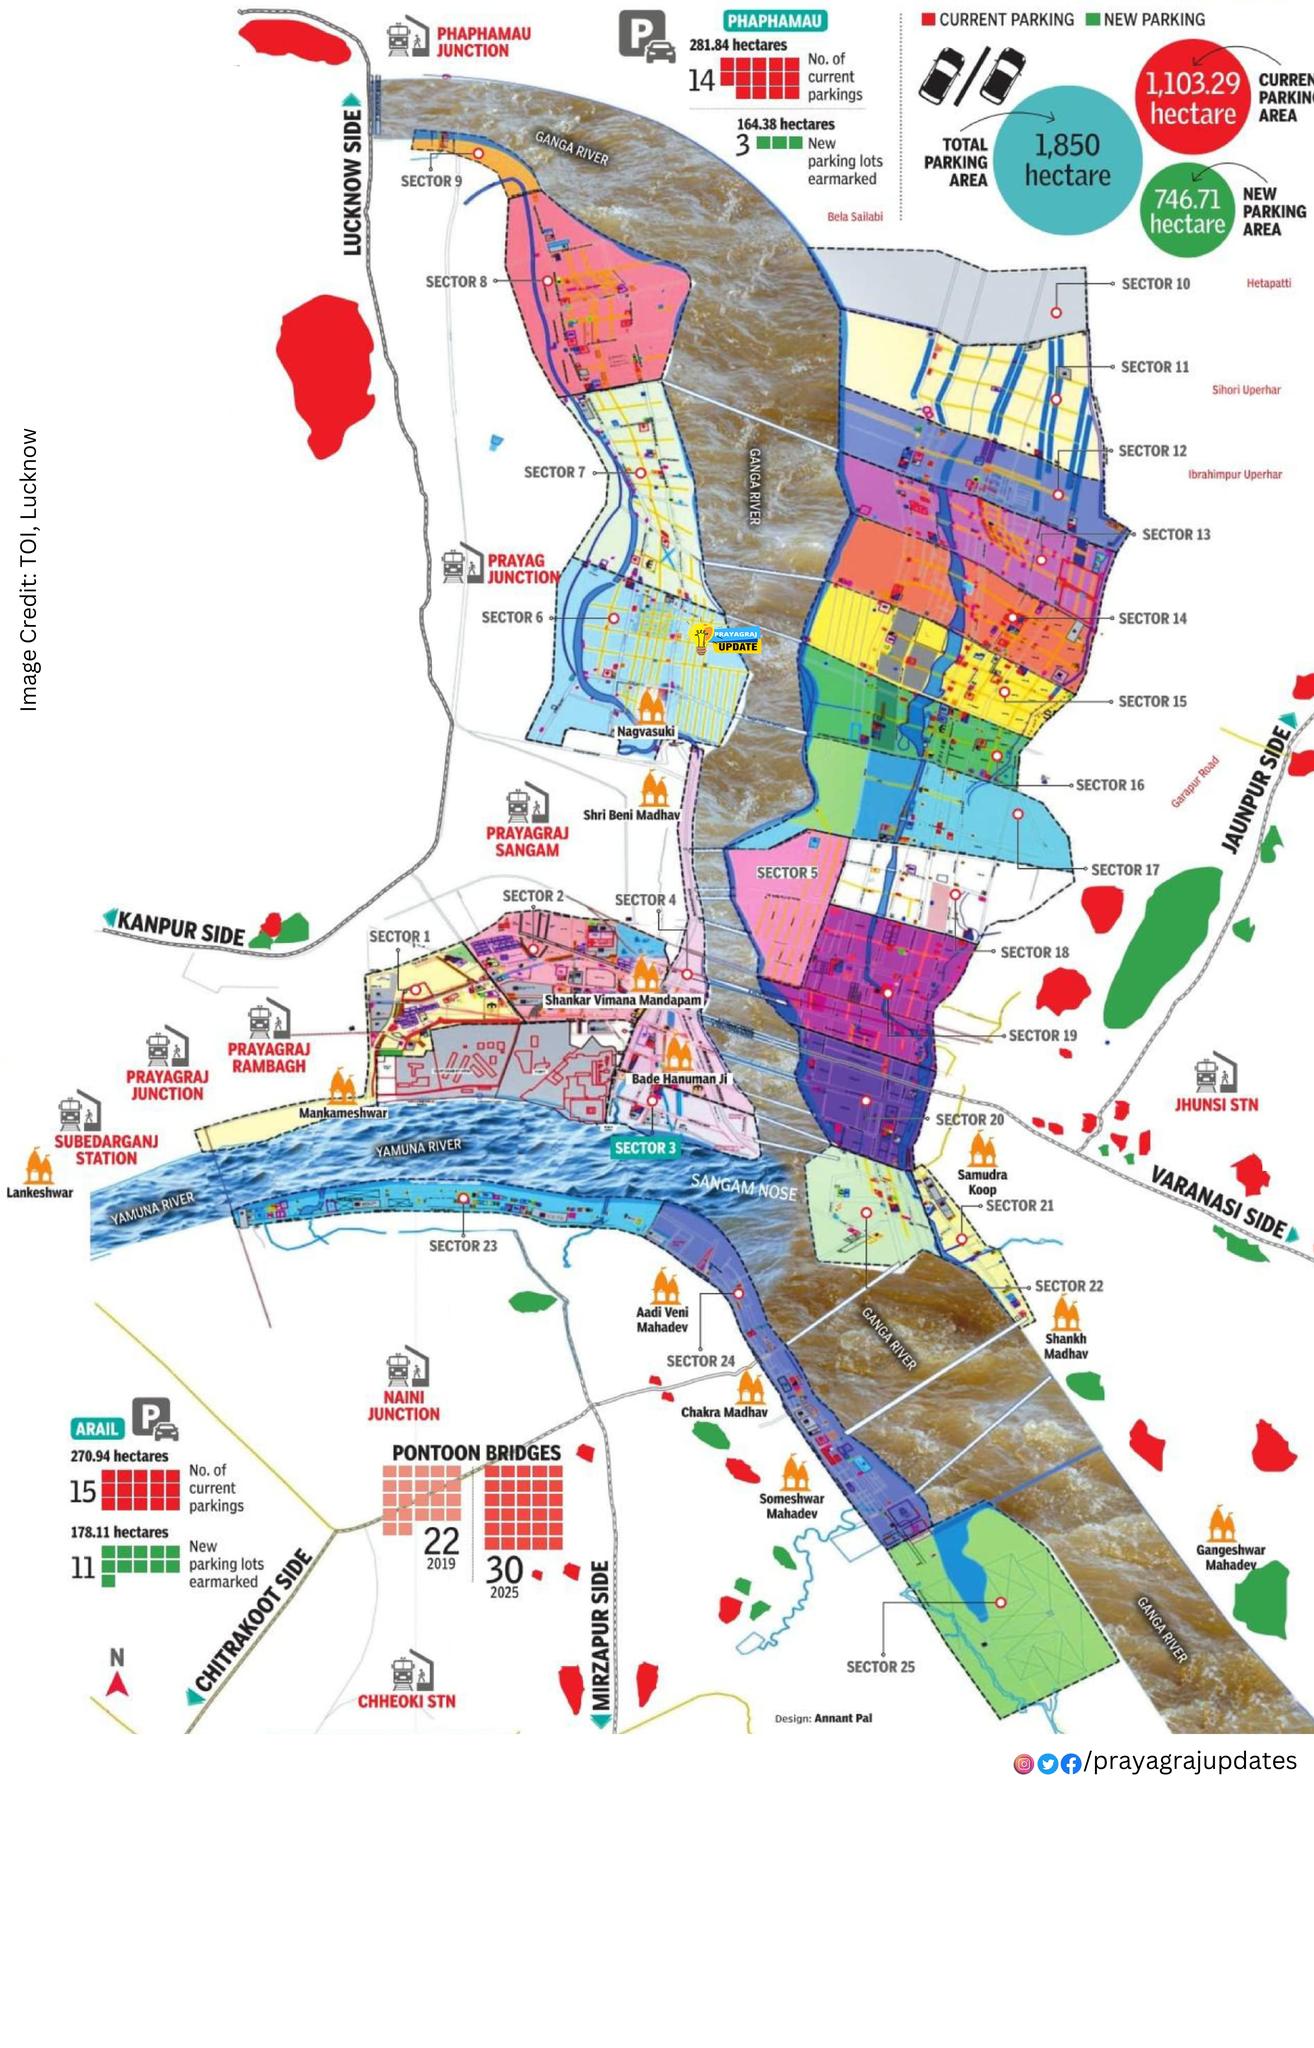 PHAPHAMAU
JUNCTION
P
PHAPHAMAU
281.84 hectares
14
No. of
current
parkings
164.38 hectares
3
New
parking lots
earmarked
CURRENT PARKING
NEW PARKING
TOTAL
PARKING
AREA
1,850
hectare
1,103.29
hectare
CURREN
PARKIN
AREA
746.71
hectare
NEW
PARKING
AREA
Bela Sailabi
LUCKNOW SIDE
GANGA RIVER
SECTOR 9
SECTOR 8
SECTOR 10
Hetapatti
SECTOR 11
Sihori Uperhar
SECTOR 12
Ibrahimpur Uperhar
SECTOR 7
GANGA RIVER
SECTOR 13
PRAYAG
JUNCTION
SECTOR 6
PRAYAGRAJ
UPDATE
SECTOR 14
SECTOR 15
Image Credit: TOI, Lucknow
Nagvasuki
SECTOR 16
Garapur Road
JAUNPUR SIDE
Shri Beni Madhav
PRAYAGRAJ
SANGAM
SECTOR 5
SECTOR 17
SECTOR 2
SECTOR 4
KANPUR SIDE
SECTOR 1
SECTOR 18
Shankar Vimana Mandapam
SECTOR 19
PRAYAGRAJ
RAMBAGH
PRAYAGRAJ
JUNCTION
Bade Hanuman Ji
JHUNSI STN
Mankameshwar
SUBEDARGANJ
STATION
SECTOR 20
YAMUNA RIVER
SECTOR 3
Lankeshwar
Samudra
Koop
VARANASI SIDE
YAMUNA RIVER
SANGAM NOSE
SECTOR 21
SECTOR 23
SECTOR 22
Aadi Veni
Mahadev
GANGA RIVER
Shankh
Madhav
SECTOR 24
NAINI
JUNCTION
Chakra Madhav
ARAIL
P
270.94 hectares
15
No. of
current
parkings
178.11 hectares
11
New
parking lots
earmarked
PONTOON BRIDGES
22
2019
30
2025
Someshwar
Mahadev
Gangeshwar
Mahadev
CHITRAKOOT SIDE
MIRZAPUR SIDE
GANGA RIVER
SECTOR 25
N
CHHEOKI STN
Design: Annant Pal
/prayagrajupdates